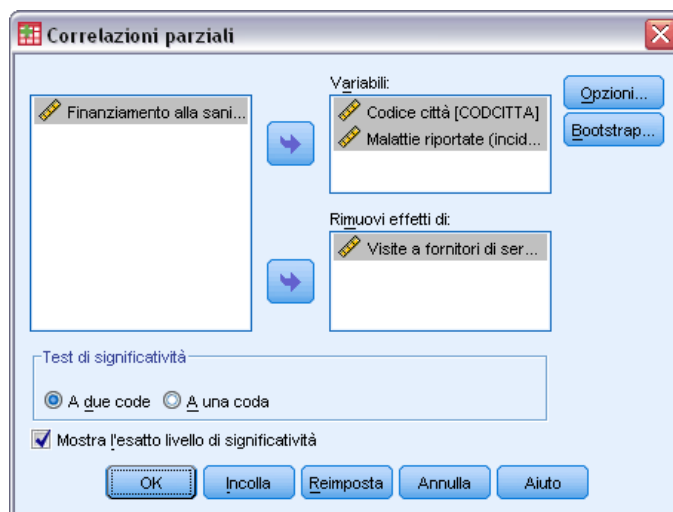 Correlazioni parziali
Variabili:
Finanziamento alla sani...
Codice città [CODCITTA]
Malattie riportate (incid...
Opzioni...
Bootstrap...
Rimuovi effetti di:
Visite a fornitori di ser...
Test di significatività
A due code
A una coda
Mostra l'esatto livello di significatività
OK
Incolla
Reimposta
Annulla
Aiuto